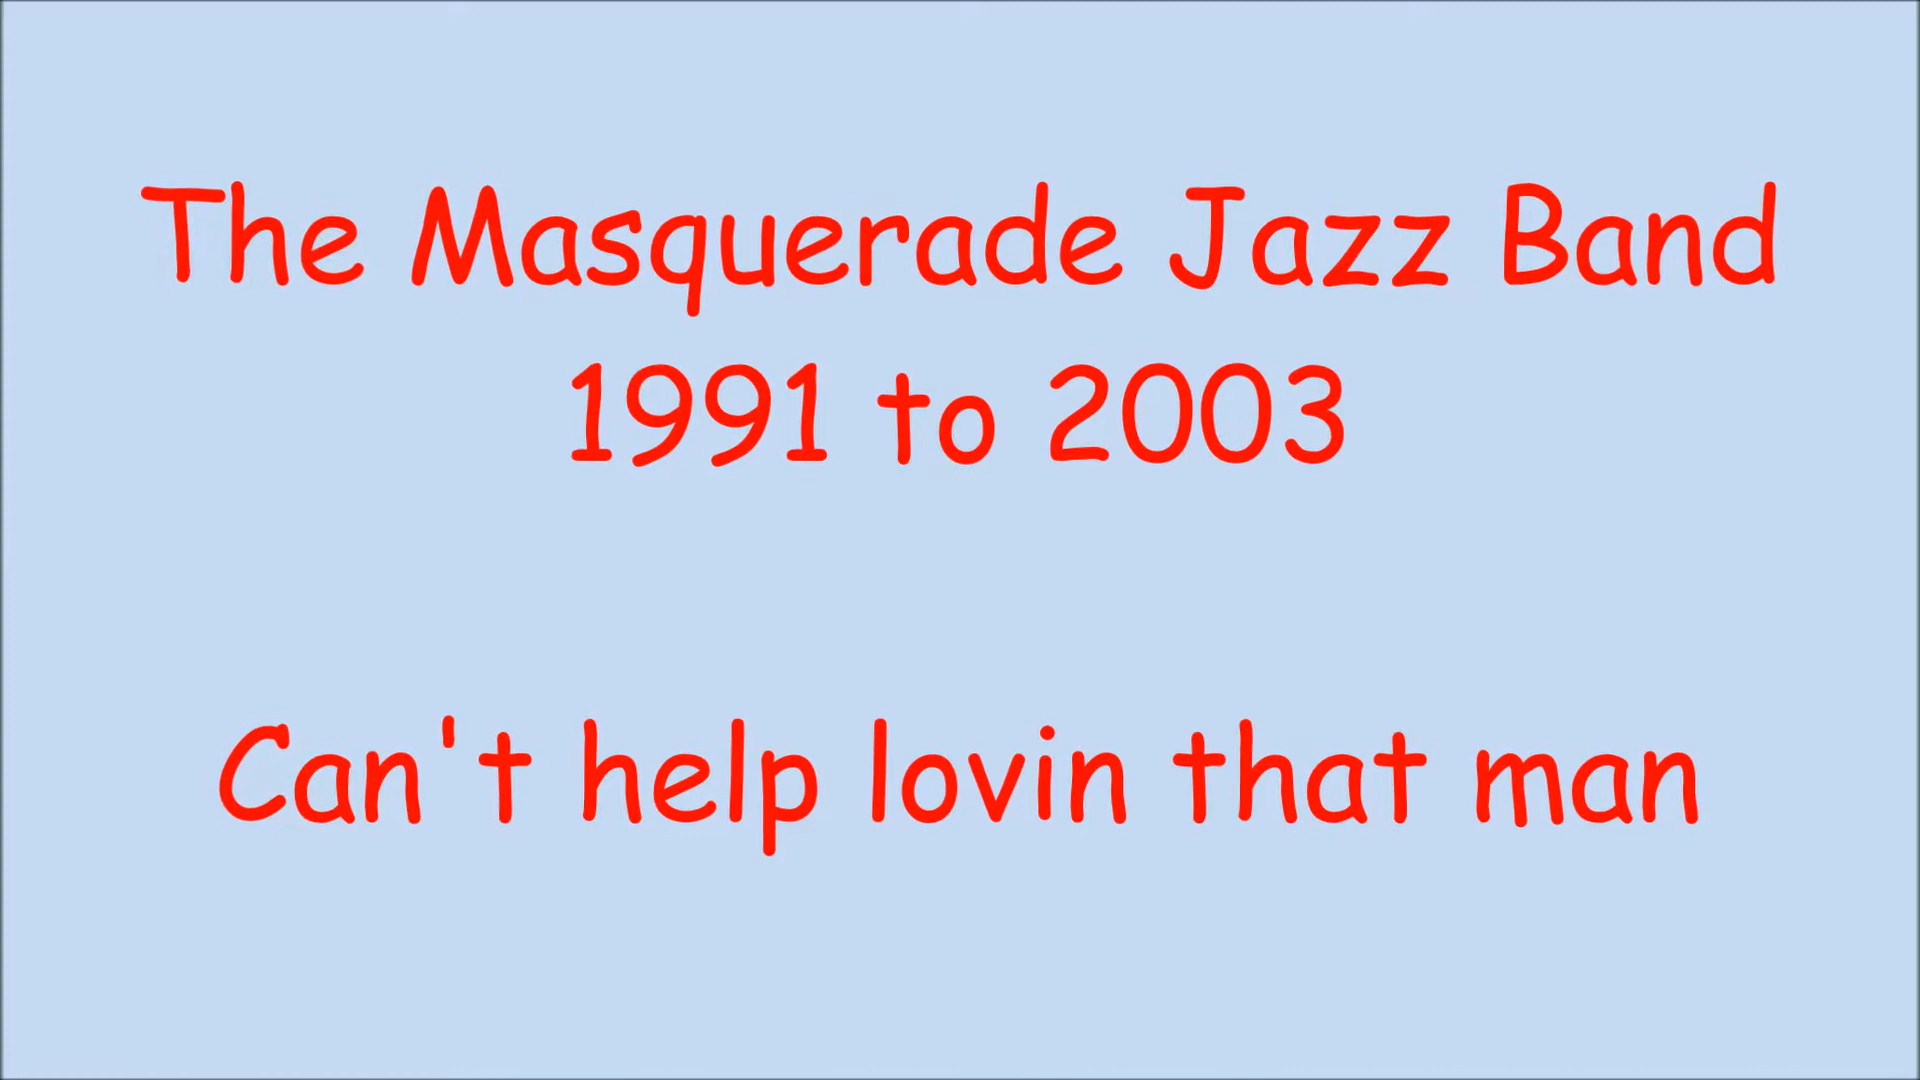 The Masquerade Jazz Band
1991 to 2003
Can't help lovin that man